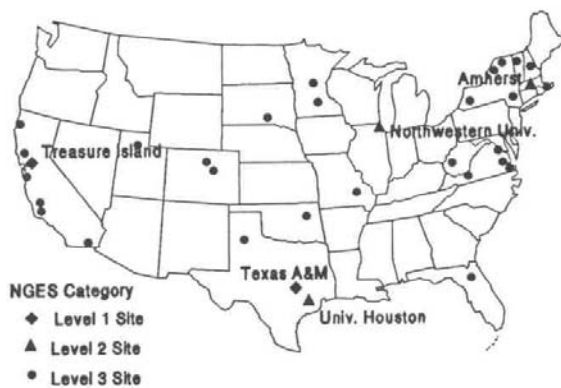 Amherst
Northwestern Univ.
Treasure Island
Texas A&M
Univ. Houston
NGES Category
Level 1 Site
Level 2 Site
Level 3 Site